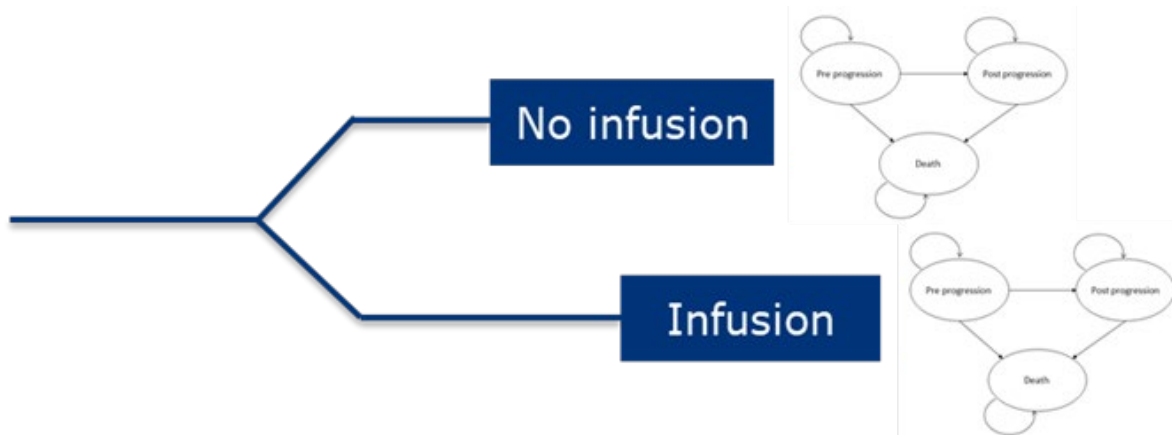 No infusion
Pre progression
Post progression
Death
Infusion
Pre progression
Post progression
Death